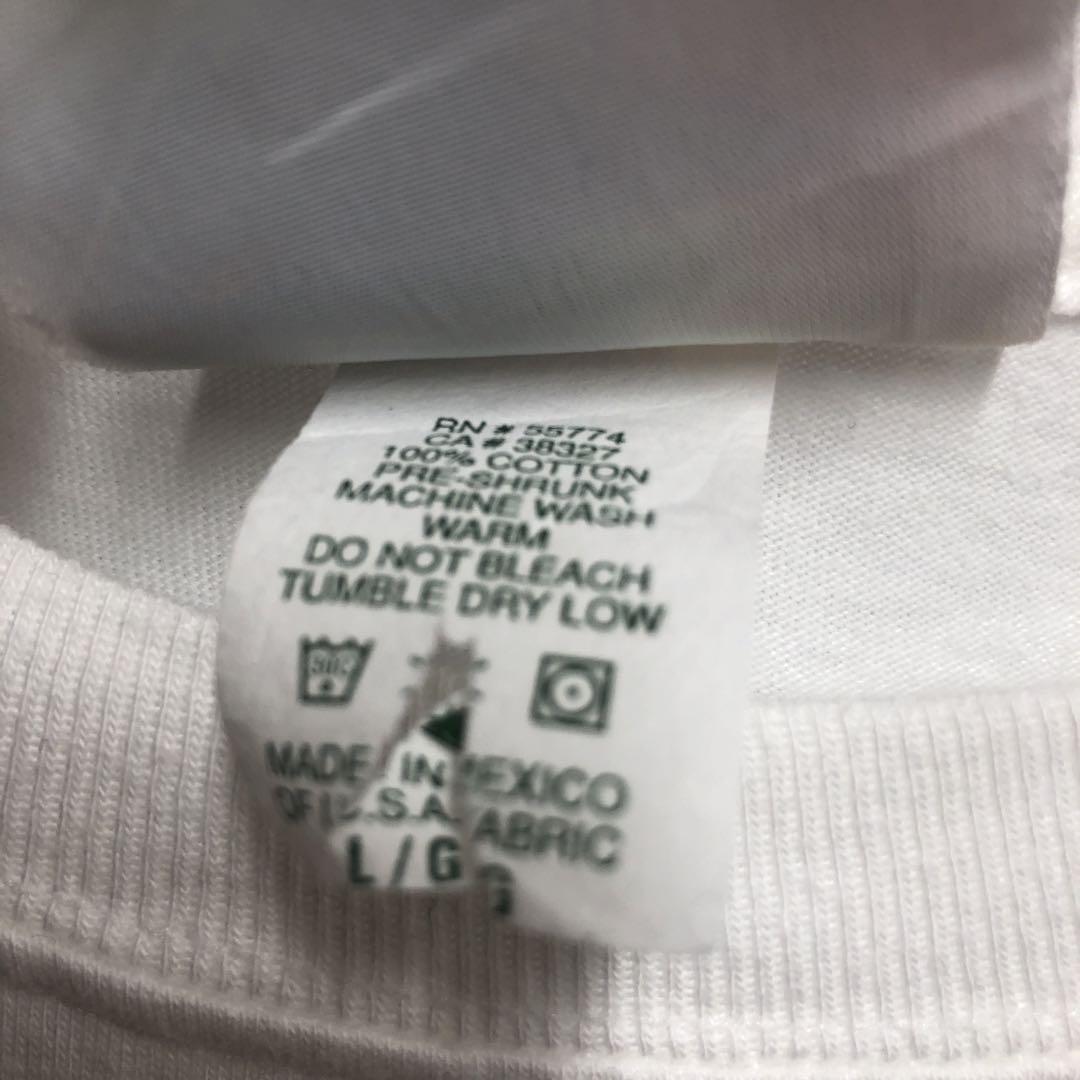 RN # 55774
CA # 38327
100% COTTON
PRE-SHRUNK
MACHINE WASH
WARM
DO NOT BLEACH
TUMBLE DRY LOW
MADE IN MEXICO
OF U.S.A. FABRIC
L / G